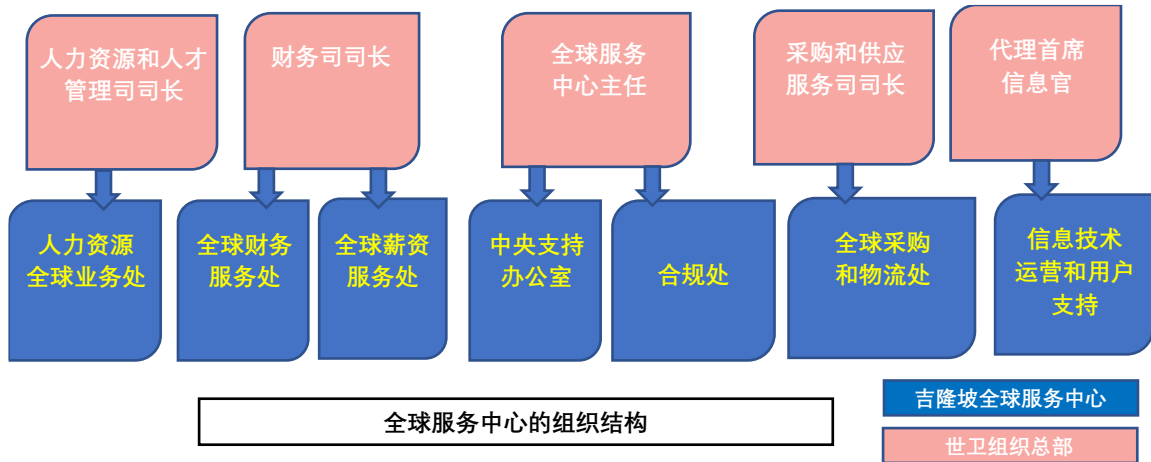 人力资源和人才
管理司司长
财务司司长
全球服务
中心主任
采购和供应
服务司司长
代理首席
信息官
人力资源
全球业务处
全球财务
服务处
全球薪资
服务处
中央支持
办公室
合规处
全球采购
和物流处
信息技术
运营和用户
支持
全球服务中心的组织结构
吉隆坡全球服务中心
世卫组织总部